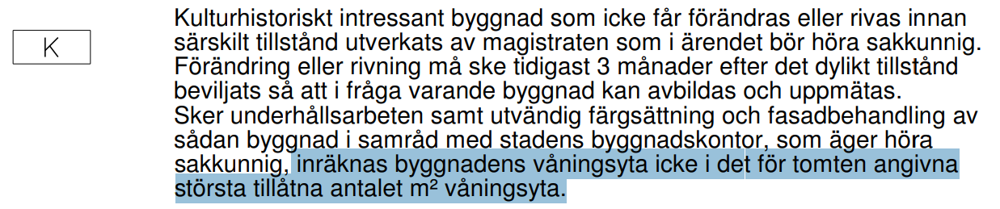 Kulturhistoriskt intressant byggnad som icke får förändras eller rivas innan
K
särskilt tillstånd utverkats av magistraten som i ärendet bör höra sakkunnig.
Förändring eller rivning må ske tidigast 3 månader efter det dylikt tillstånd
beviljats så att i fråga varande byggnad kan avbildas och uppmätas.
Sker underhållsarbeten samt utvändig färgsättning och fasadbehandling av
sådan byggnad i samråd med stadens byggnadskontor, som äger höra
sakkunnig, inräknas byggnadens våningsyta icke i det för tomten angivna
största tillåtna antalet m² våningsyta.